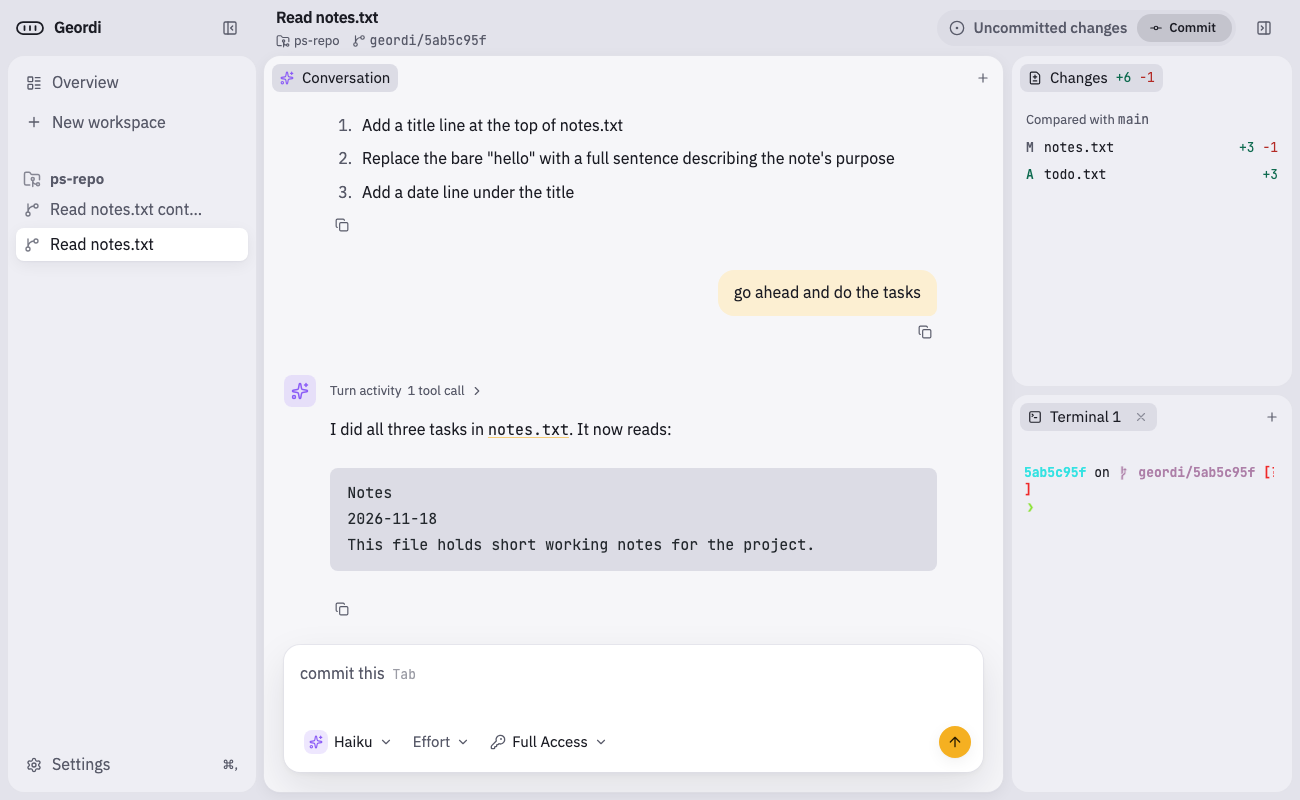 Geordi
Read notes.txt
ps-repo geordi/5ab5c95f
Uncommitted changes Commit
Overview
New workspace
ps-repo
Read notes.txt cont...
Read notes.txt
Settings ⌘,
Conversation
1. Add a title line at the top of notes.txt
2. Replace the bare "hello" with a full sentence describing the note's purpose
3. Add a date line under the title
go ahead and do the tasks
Turn activity 1 tool call
I did all three tasks in notes.txt. It now reads:
Notes
2026-11-18
This file holds short working notes for the project.
commit this Tab
Haiku Effort Full Access
Changes +6 -1
Compared with main
M notes.txt +3 -1
A todo.txt +3
Terminal 1
5ab5c95f on geordi/5ab5c95f [
]
❯